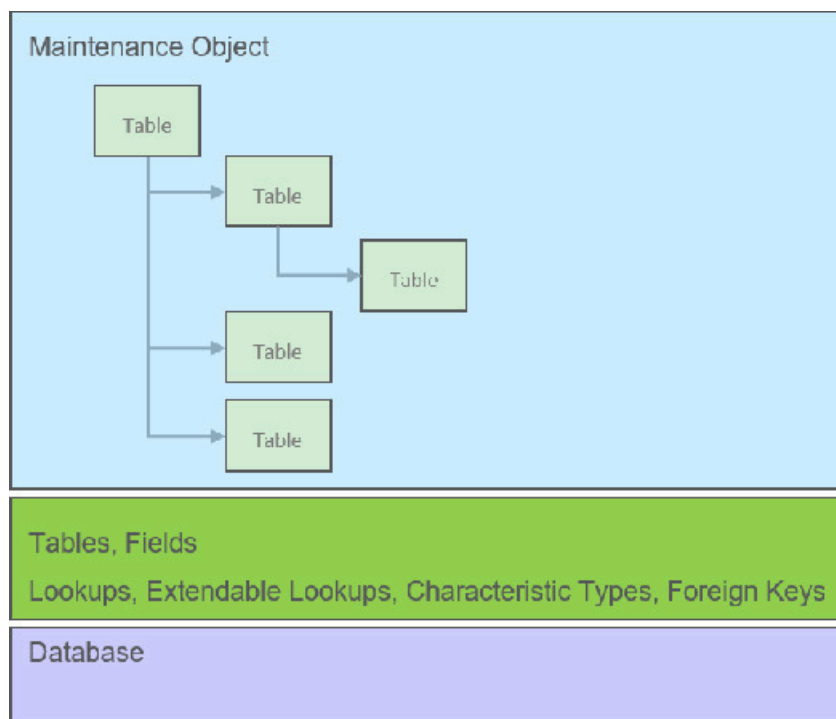 Maintenance Object
Table
Table
Table
Table
Table
Tables, Fields
Lookups, Extendable Lookups, Characteristic Types, Foreign Keys
Database